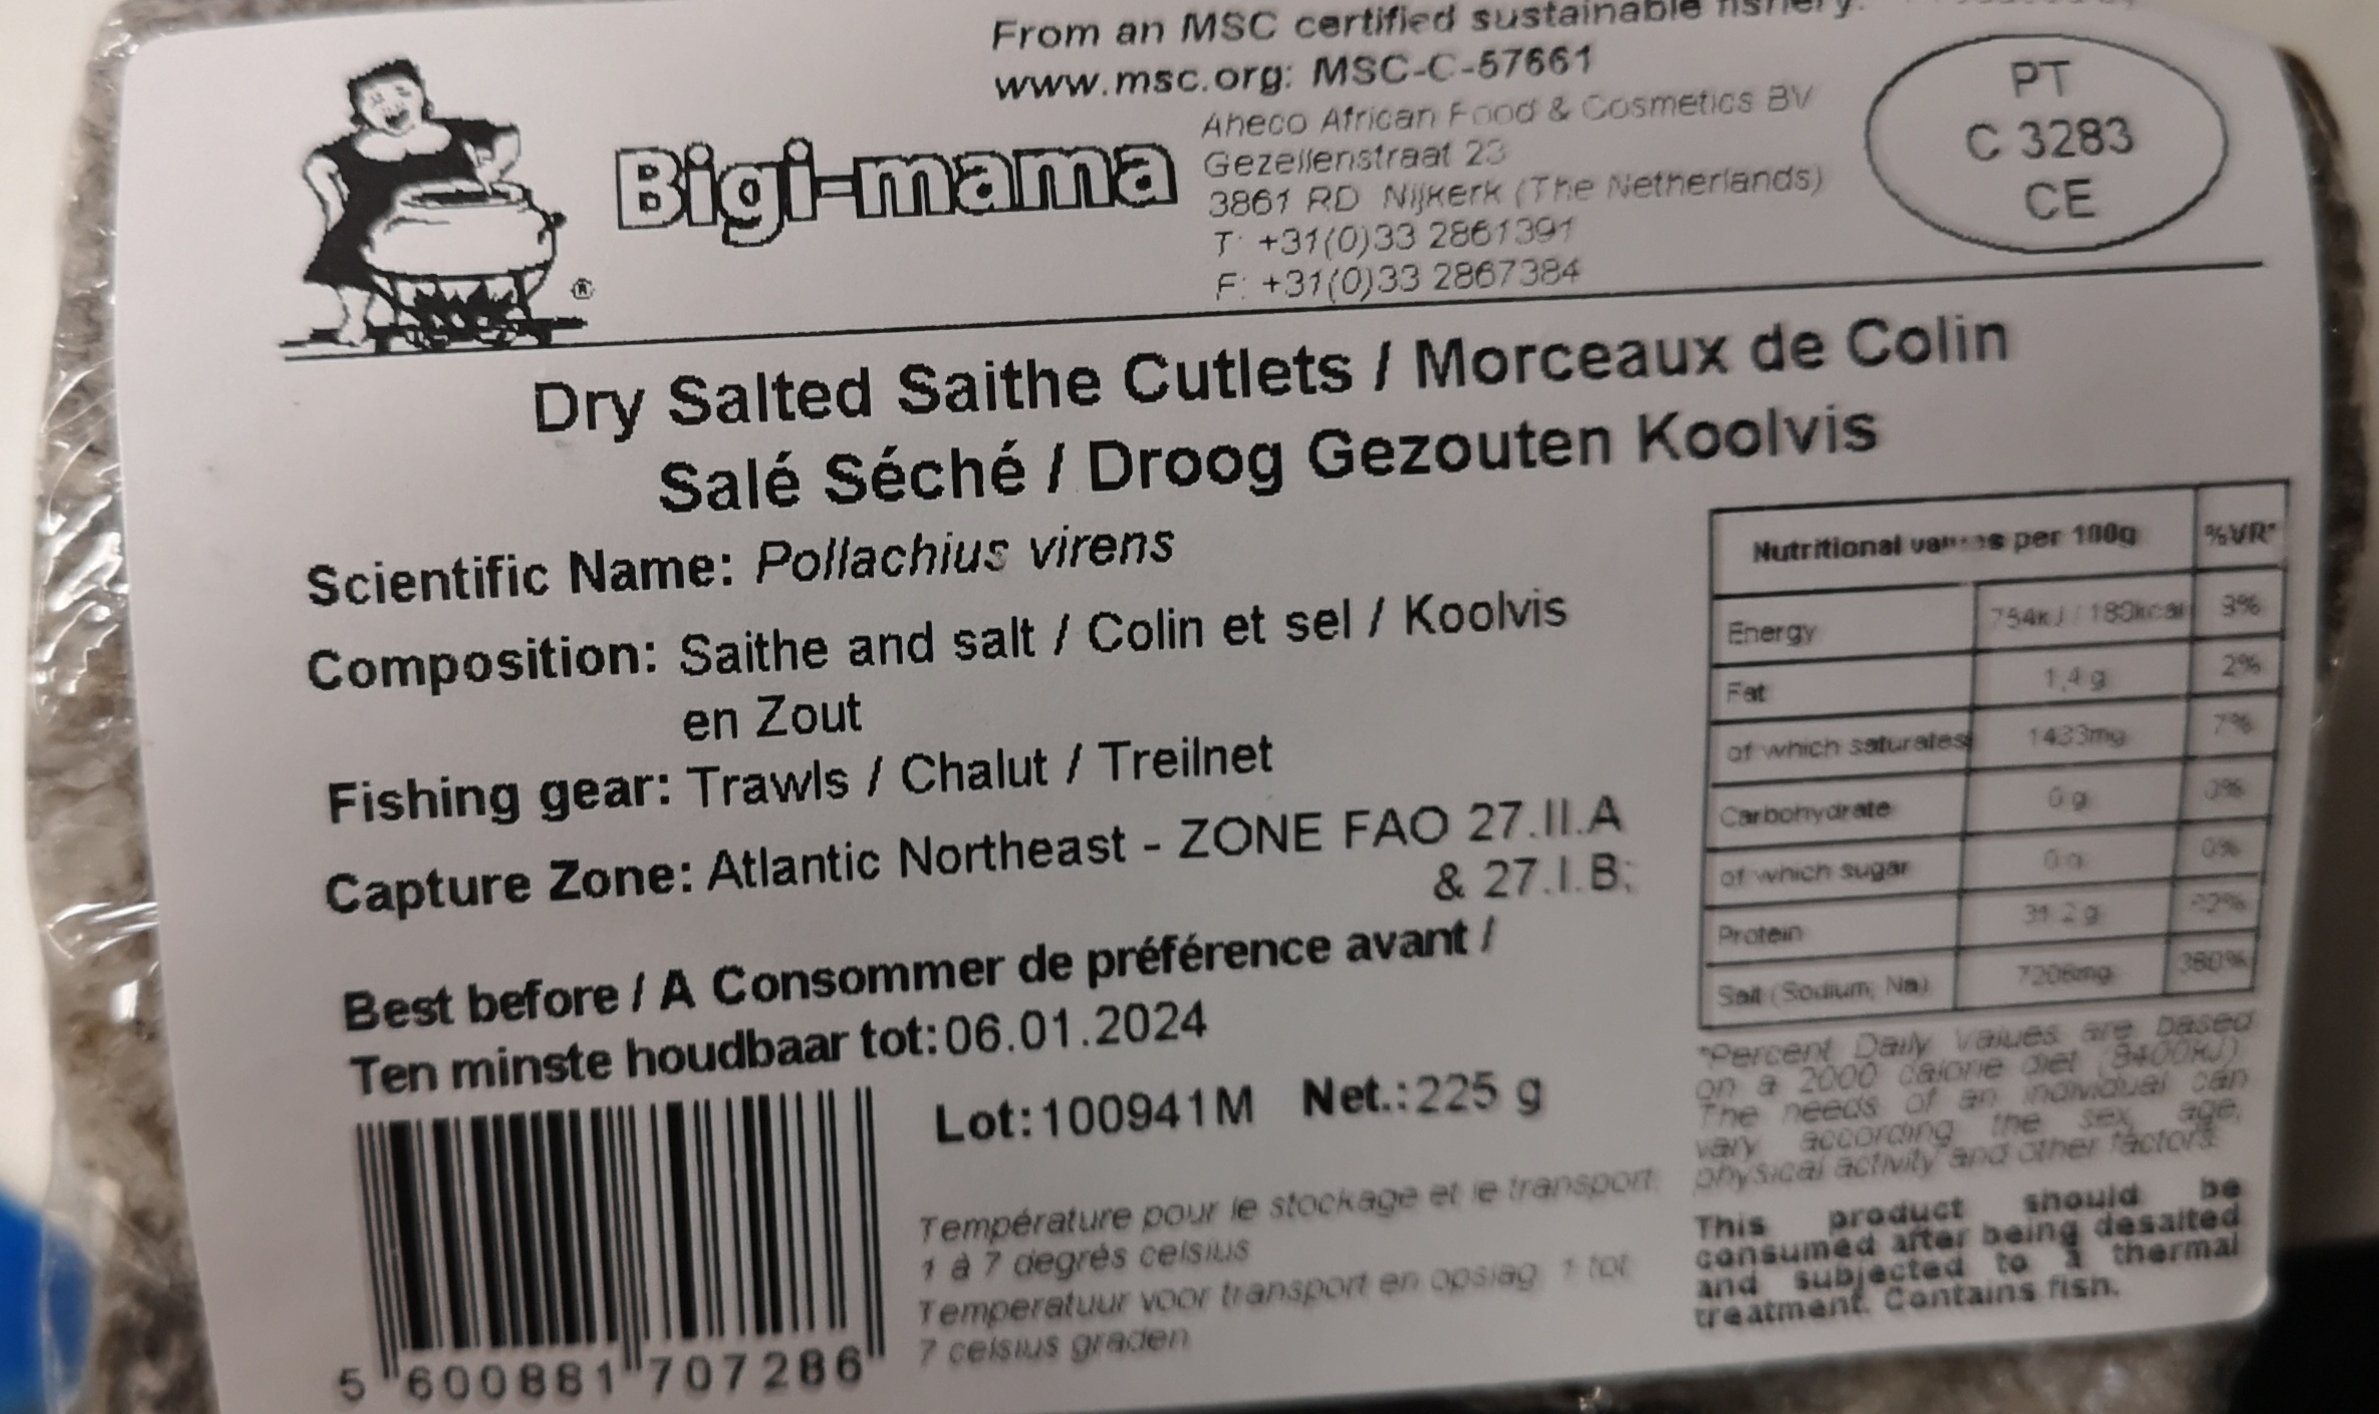 From an MSC certified sustainable fishery.
www.msc.org: MSC-C-57661
Bigi-mama
®
Aheco African Food & Cosmetics BV
Gezellenstraat 23
3861 RD Nijkerk (The Netherlands)
T: +31(0)33 2861391
F: +31(0)33 2867384
PT
C 3283
CE
Dry Salted Saithe Cutlets / Morceaux de Colin
Salé Séché / Droog Gezouten Koolvis
Scientific Name: Pollachius virens
Composition: Saithe and salt / Colin et sel / Koolvis
en Zout
Fishing gear: Trawls / Chalut / Treilnet
Capture Zone: Atlantic Northeast - ZONE FAO 27.II.A
& 27.I.B;
Best before / A Consommer de préférence avant /
Ten minste houdbaar tot: 06.01.2024
Lot: 100941M Net.: 225 g
5 600881 707286
Température pour le stockage et le transport:
1 à 7 degrés celsius
Temperatuur voor transport en opslag 1 tot
7 celsius graden
Nutritional values per 100g %VR*
Energy 754kJ / 180kcal 9%
Fat 1,4 g 2%
of which saturates 1433mg 7%
Carbohydrate 0 g 0%
of which sugar 0 g 0%
Protein
Salt (Sodium, Na) 7206mg 380%
*Percent Daily Values are based
on a 2000 calorie diet (8400KJ)
The needs of an individual can
vary according the sex, age,
physical activity and other factors.
This product should be
consumed after being desalted
and subjected to a thermal
treatment. Contains fish.